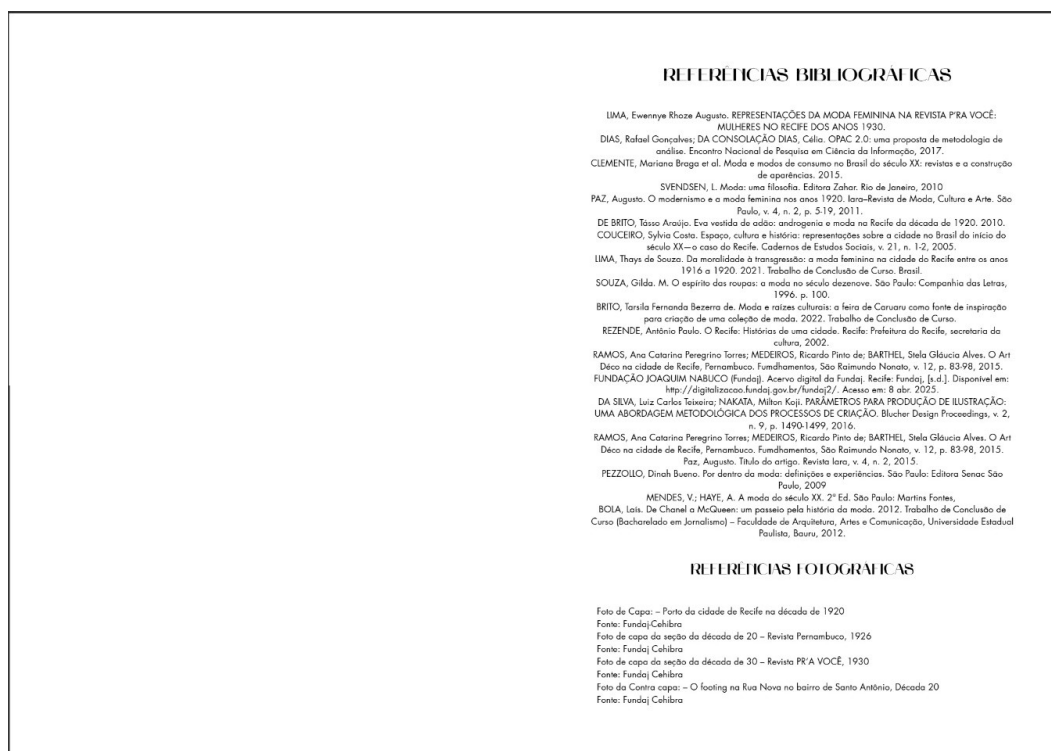 REFERÊNCIAS BIBLIOGRÁFICAS
LIMA, Ewennye Rhoze Augusto. REPRESENTAÇÕES DA MODA FEMININA NA REVISTA P'RA VOCÊ:
MULHERES NO RECIFE DOS ANOS 1930.
DIAS, Rafael Gonçalves; DA CONSOLAÇÃO DIAS, Célia. OPAC 2.0: uma proposta de metodologia de
análise. Encontro Nacional de Pesquisa em Ciência da Informação, 2017.
CLEMENTE, Mariana Braga et al. Moda e modos de consumo no Brasil do século XX: revistas e a construção
de aparências. 2015.
SVENDSEN, L. Moda: uma filosofia. Editora Zahar. Rio de Janeiro, 2010
PAZ, Augusto. O modernismo e a moda feminina nos anos 1920. Iara–Revista de Moda, Cultura e Arte. São
Paulo, v. 4, n. 2, p. 5-19, 2011.
DE BRITO, Tásso Araújo. Eva vestida de adão: androgenia e moda na Recife da década de 1920. 2010.
COUCEIRO, Sylvia Costa. Espaço, cultura e história: representações sobre a cidade no Brasil do início do
século XX—o caso do Recife. Cadernos de Estudos Sociais, v. 21, n. 1-2, 2005.
LIMA, Thays de Souza. Da moralidade à transgressão: a moda feminina na cidade do Recife entre os anos
1916 a 1920. 2021. Trabalho de Conclusão de Curso. Brasil.
SOUZA, Gilda. M. O espírito das roupas: a moda no século dezenove. São Paulo: Companhia das Letras,
1996. p. 100.
BRITO, Tarsila Fernanda Bezerra de. Moda e raízes culturais: a feira de Caruaru como fonte de inspiração
para criação de uma coleção de moda. 2022. Trabalho de Conclusão de Curso.
REZENDE, Antônio Paulo. O Recife: Histórias de uma cidade. Recife: Prefeitura do Recife, secretaria da
cultura, 2002.
RAMOS, Ana Catarina Peregrino Torres; MEDEIROS, Ricardo Pinto de; BARTHEL, Stela Gláucia Alves. O Art
Déco na cidade de Recife, Pernambuco. Fumdhamentos, São Raimundo Nonato, v. 12, p. 83-98, 2015.
FUNDAÇÃO JOAQUIM NABUCO (Fundaj). Acervo digital da Fundaj. Recife: Fundaj, [s.d.]. Disponível em:
http://digitalizacao.fundaj.gov.br/fundaj2/. Acesso em: 8 abr. 2025.
DA SILVA, Luiz Carlos Teixeira; NAKATA, Milton Koji. PARÂMETROS PARA PRODUÇÃO DE ILUSTRAÇÃO:
UMA ABORDAGEM METODOLÓGICA DOS PROCESSOS DE CRIAÇÃO. Blucher Design Proceedings, v. 2,
n. 9, p. 1490-1499, 2016.
RAMOS, Ana Catarina Peregrino Torres; MEDEIROS, Ricardo Pinto de; BARTHEL, Stela Gláucia Alves. O Art
Déco na cidade de Recife, Pernambuco. Fumdhamentos, São Raimundo Nonato, v. 12, p. 83-98, 2015.
Paz, Augusto. Título do artigo. Revista Iara, v. 4, n. 2, 2015.
PEZZOLLO, Dinah Bueno. Por dentro da moda: definições e experiências. São Paulo: Editora Senac São
Paulo, 2009
MENDES, V.; HAYE, A. A moda do século XX. 2ª Ed. São Paulo: Martins Fontes,
BOLA, Laís. De Chanel a McQueen: um passeio pela história da moda. 2012. Trabalho de Conclusão de
Curso (Bacharelado em Jornalismo) – Faculdade de Arquitetura, Artes e Comunicação, Universidade Estadual
Paulista, Bauru, 2012.
REFERÊNCIAS FOTOGRÁFICAS
Foto de Capa: – Porto da cidade de Recife na década de 1920
Fonte: Fundaj-Cehibra
Foto de capa da seção da década de 20 – Revista Pernambuco, 1926
Fonte: Fundaj Cehibra
Foto de capa da seção da década de 30 – Revista PR'A VOCÊ, 1930
Fonte: Fundaj Cehibra
Foto da Contra capa: – O footing na Rua Nova no bairro de Santo Antônio, Década 20
Fonte: Fundaj Cehibra